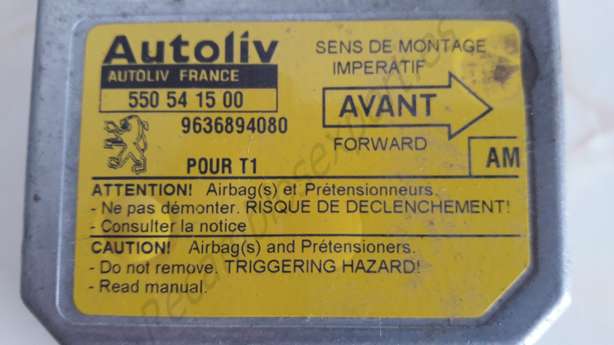 Autoliv
AUTOLIV FRANCE
550 54 15 00
9636894080
POUR T1
SENS DE MONTAGE
IMPERATIF
AVANT
FORWARD
AM
ATTENTION! Airbag(s) et Prétensionneurs.
- Ne pas démonter. RISQUE DE DECLENCHEMENT!
- Consulter la notice
CAUTION! Airbag(s) and Prétensioners.
- Do not remove. TRIGGERING HAZARD!
- Read manual.